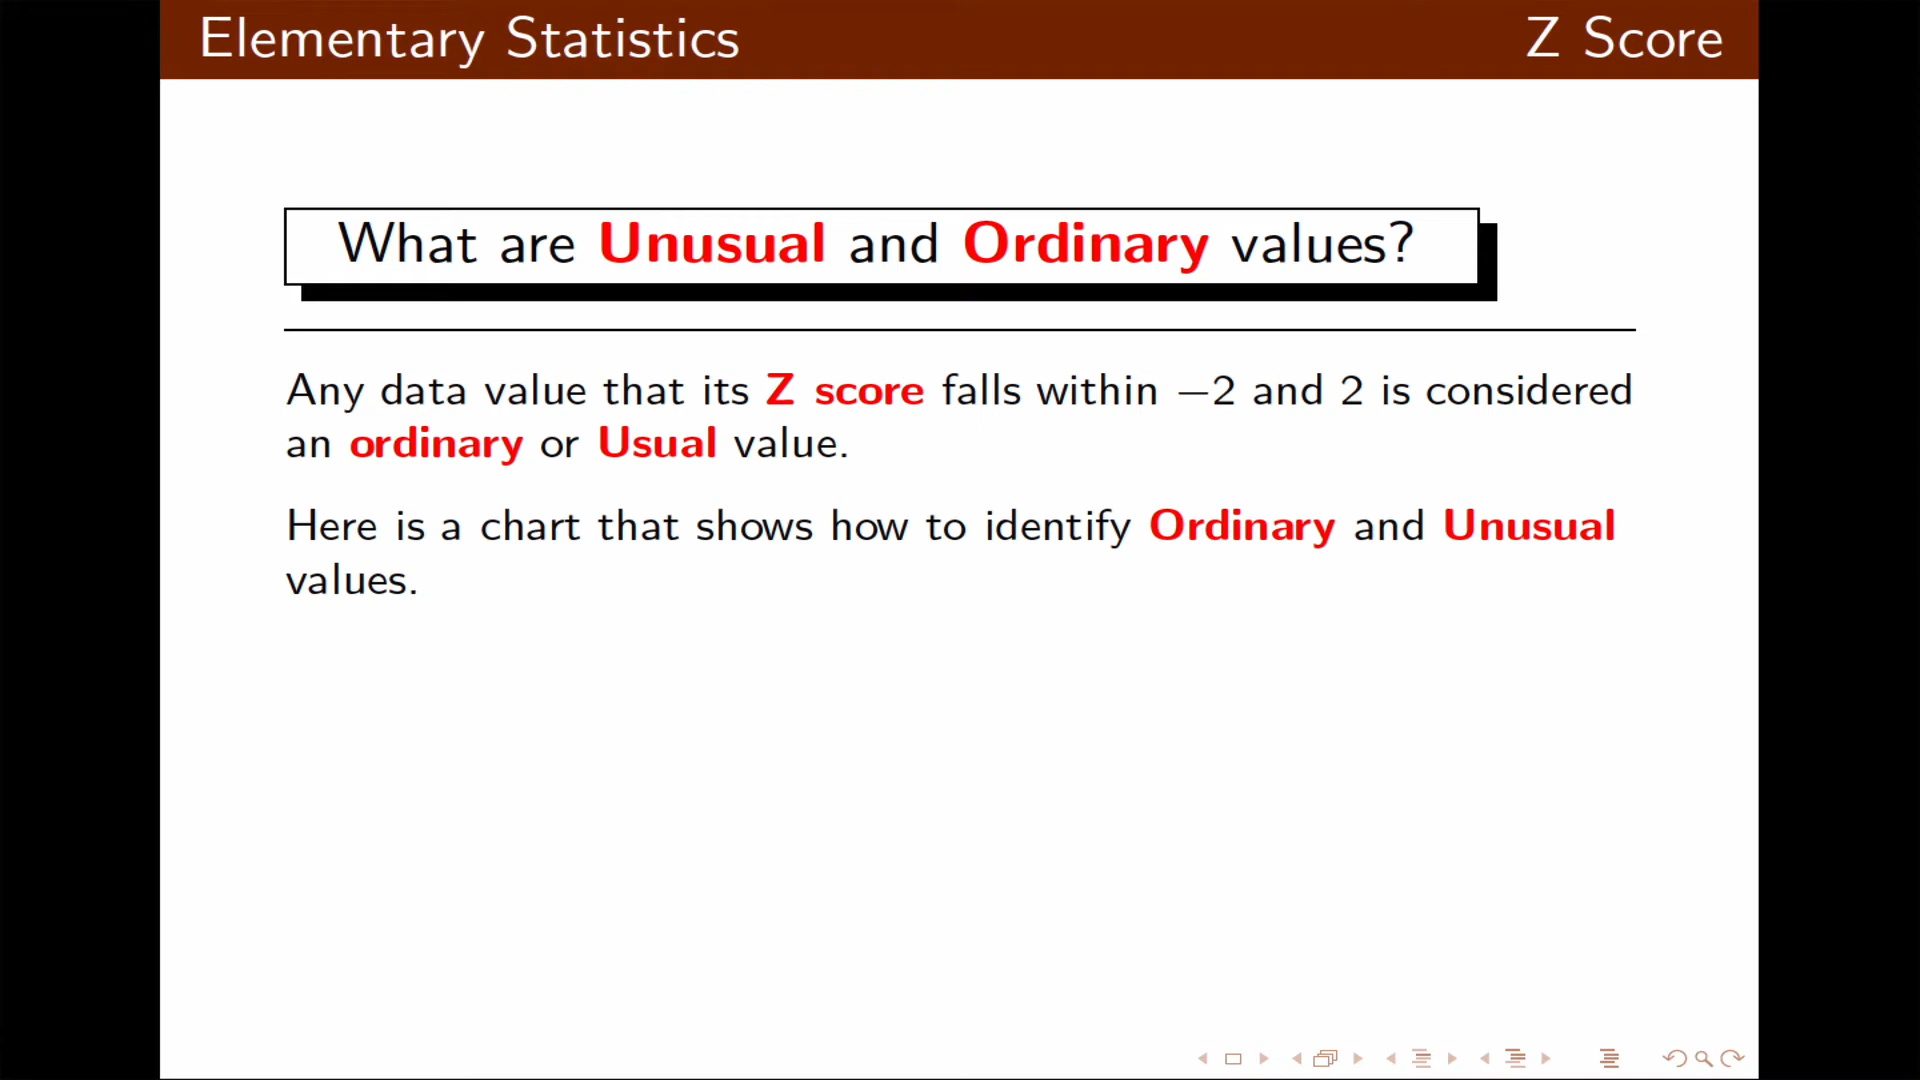 Elementary Statistics
Z Score
What are Unusual and Ordinary values?
Any data value that its Z score falls within −2 and 2 is considered
an ordinary or Usual value.
Here is a chart that shows how to identify Ordinary and Unusual
values.